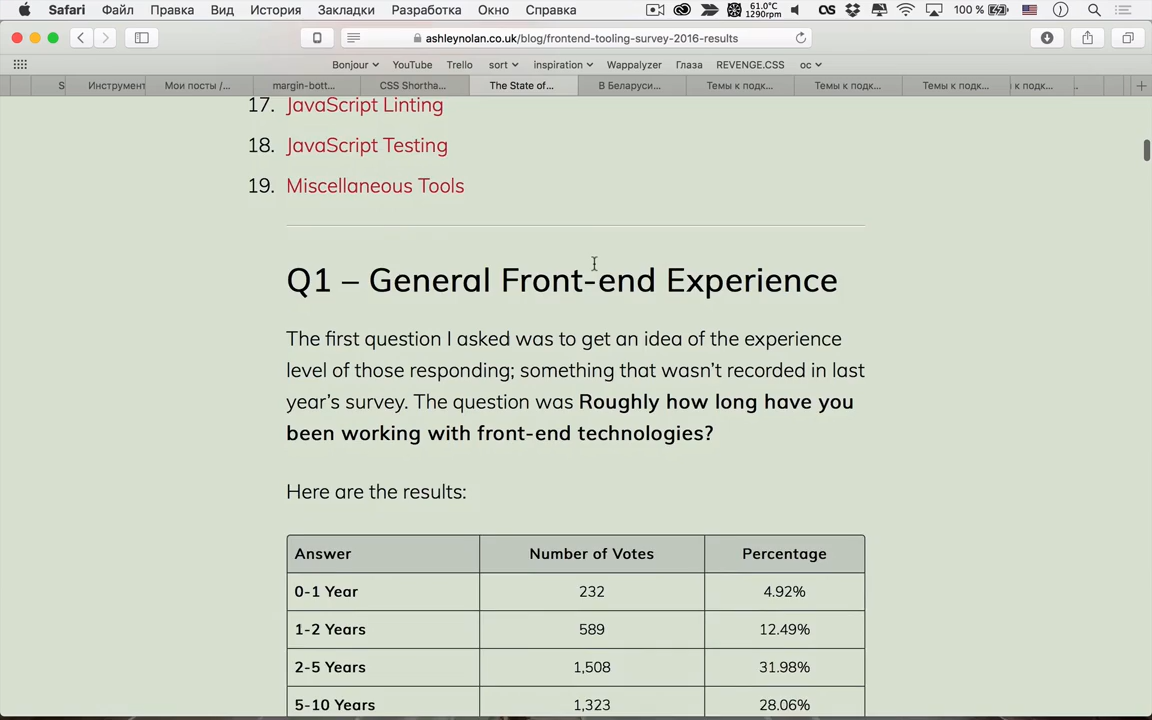 Safari Файл Правка Вид История Закладки Разработка Окно Справка 61.0°C 1290rpm 100 %
ashleynolan.co.uk/blog/frontend-tooling-survey-2016-results
Bonjour YouTube Trello sort inspiration Wappalyzer Глаза REVENGE.CSS ос
S Инструмент Мои посты /... margin-bott... CSS Shortha... The State of... В Беларуси... Темы к подк... Темы к подк... Темы к подк... к подк...
17. JavaScript Linting
18. JavaScript Testing
19. Miscellaneous Tools
Q1 – General Front-end Experience
The first question I asked was to get an idea of the experience
level of those responding; something that wasn’t recorded in last
year’s survey. The question was Roughly how long have you
been working with front-end technologies?
Here are the results:
Answer Number of Votes Percentage
0-1 Year 232 4.92%
1-2 Years 589 12.49%
2-5 Years 1,508 31.98%
5-10 Years 1,323 28.06%